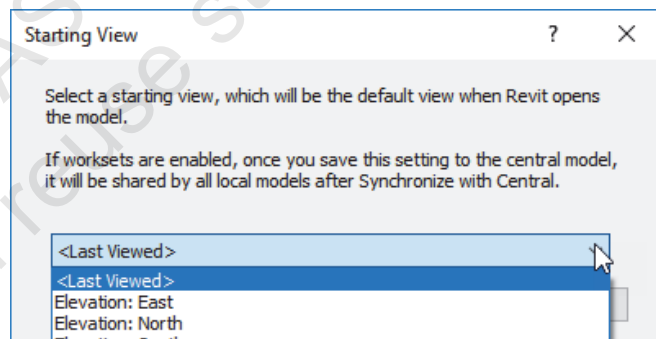 Starting View ? ×
Select a starting view, which will be the default view when Revit opens
the model.
If worksets are enabled, once you save this setting to the central model,
it will be shared by all local models after Synchronize with Central.
<Last Viewed>
<Last Viewed>
Elevation: East
Elevation: North